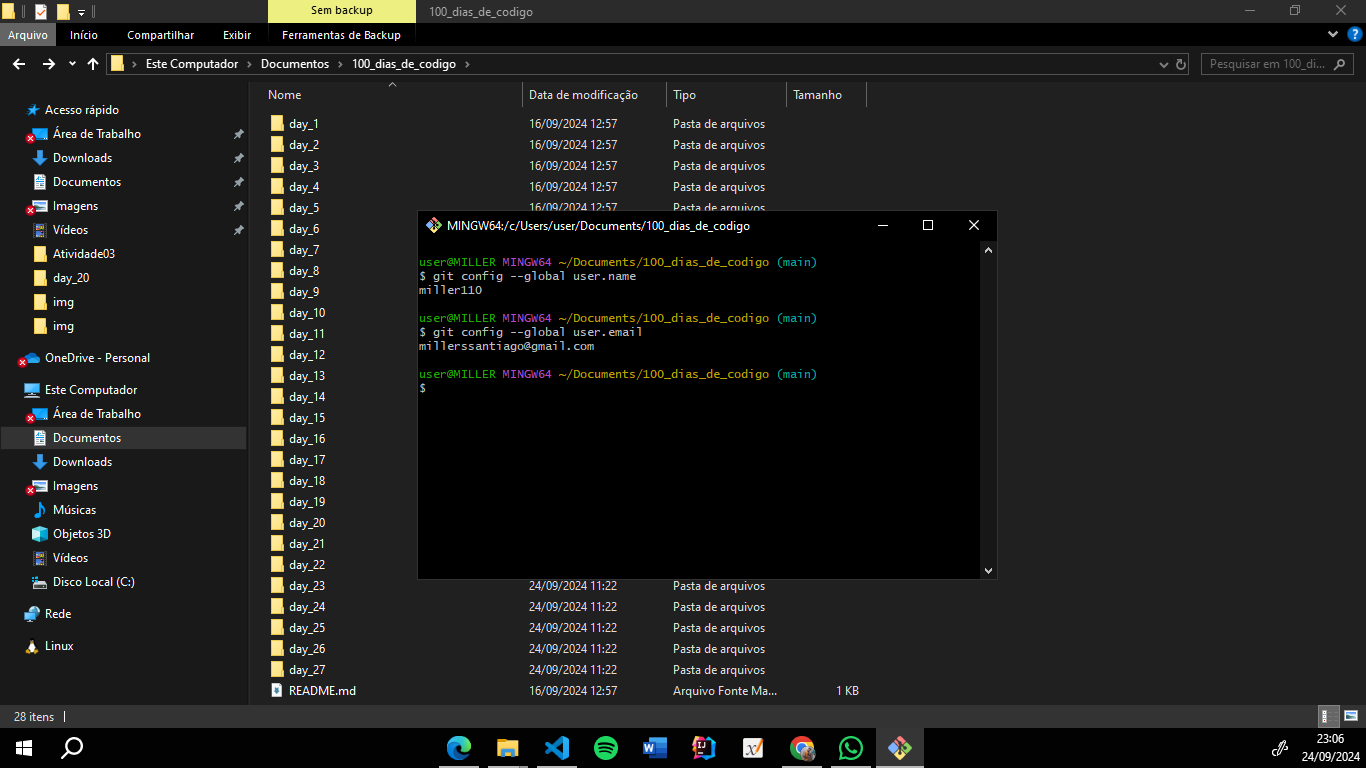 Sem backup
100_dias_de_codigo
Arquivo Início Compartilhar Exibir Ferramentas de Backup
Este Computador > Documentos > 100_dias_de_codigo >
Pesquisar em 100_di...
Nome Data de modificação Tipo Tamanho
Acesso rápido
Área de Trabalho
Downloads
Documentos
Imagens
Vídeos
Atividade03
day_20
img
img
OneDrive - Personal
Este Computador
Área de Trabalho
Documentos
Downloads
Imagens
Músicas
Objetos 3D
Vídeos
Disco Local (C:)
Rede
Linux
day_1 16/09/2024 12:57 Pasta de arquivos
day_2 16/09/2024 12:57 Pasta de arquivos
day_3 16/09/2024 12:57 Pasta de arquivos
day_4 16/09/2024 12:57 Pasta de arquivos
day_5 16/09/2024 12:57 Pasta de arquivos
day_6
day_7
day_8
day_9
day_10
day_11
day_12
day_13
day_14
day_15
day_16
day_17
day_18
day_19
day_20
day_21
day_22
day_23 24/09/2024 11:22 Pasta de arquivos
day_24 24/09/2024 11:22 Pasta de arquivos
day_25 24/09/2024 11:22 Pasta de arquivos
day_26 24/09/2024 11:22 Pasta de arquivos
day_27 24/09/2024 11:22 Pasta de arquivos
README.md 16/09/2024 12:57 Arquivo Fonte Ma... 1 KB
MINGW64:/c/Users/user/Documents/100_dias_de_codigo
user@MILLER MINGW64 ~/Documents/100_dias_de_codigo (main)
$ git config --global user.name
miller110
user@MILLER MINGW64 ~/Documents/100_dias_de_codigo (main)
$ git config --global user.email
millerssantiago@gmail.com
user@MILLER MINGW64 ~/Documents/100_dias_de_codigo (main)
$
28 itens
23:06
24/09/2024